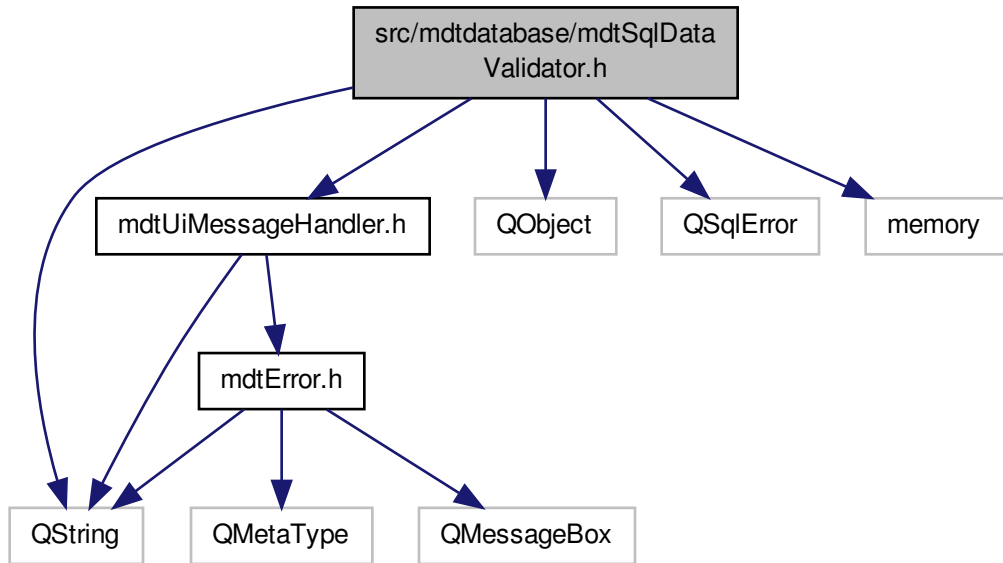 src/mdtdatabase/mdtSqlData
Validator.h
mdtUiMessageHandler.h
QObject
QSqlError
memory
mdtError.h
QString
QMetaType
QMessageBox